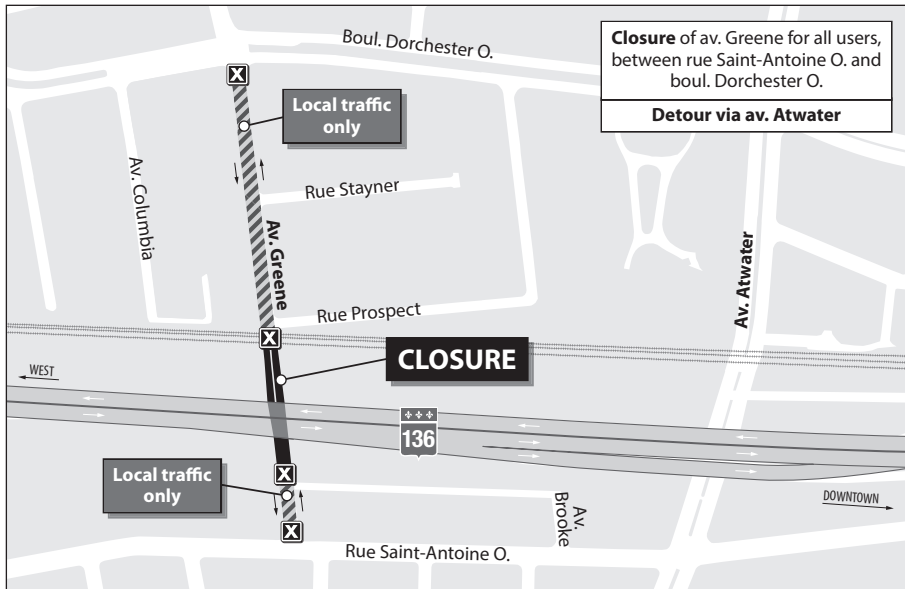 Boul. Dorchester O.
Closure of av. Greene for all users,
between rue Saint-Antoine O. and
boul. Dorchester O.
Detour via av. Atwater
X
Local traffic
only
Av. Columbia
Rue Stayner
Av. Greene
Av. Atwater
Rue Prospect
X
CLOSURE
WEST
136
X
Local traffic
only
DOWNTOWN
Av.
Brooke
X
Rue Saint-Antoine O.